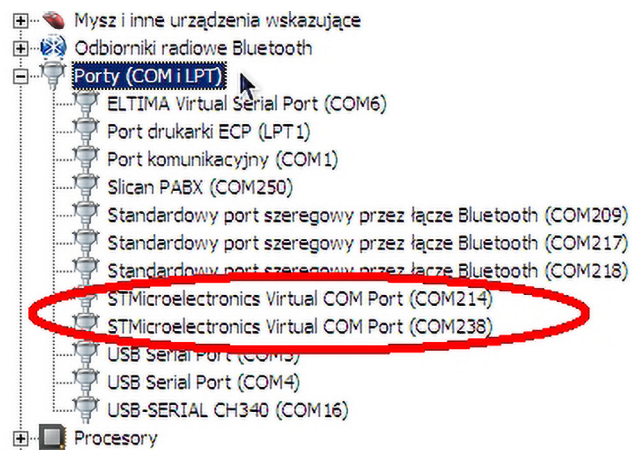 Mysz i inne urządzenia wskazujące
Odbiorniki radiowe Bluetooth
Porty (COM i LPT)
ELTIMA Virtual Serial Port (COM6)
Port drukarki ECP (LPT1)
Port komunikacyjny (COM1)
Slican PABX (COM250)
Standardowy port szeregowy przez łącze Bluetooth (COM209)
Standardowy port szeregowy przez łącze Bluetooth (COM217)
Standardowy port szeregowy przez łącze Bluetooth (COM218)
STMicroelectronics Virtual COM Port (COM214)
STMicroelectronics Virtual COM Port (COM238)
USB Serial Port (COM3)
USB Serial Port (COM4)
USB-SERIAL CH340 (COM16)
Procesory